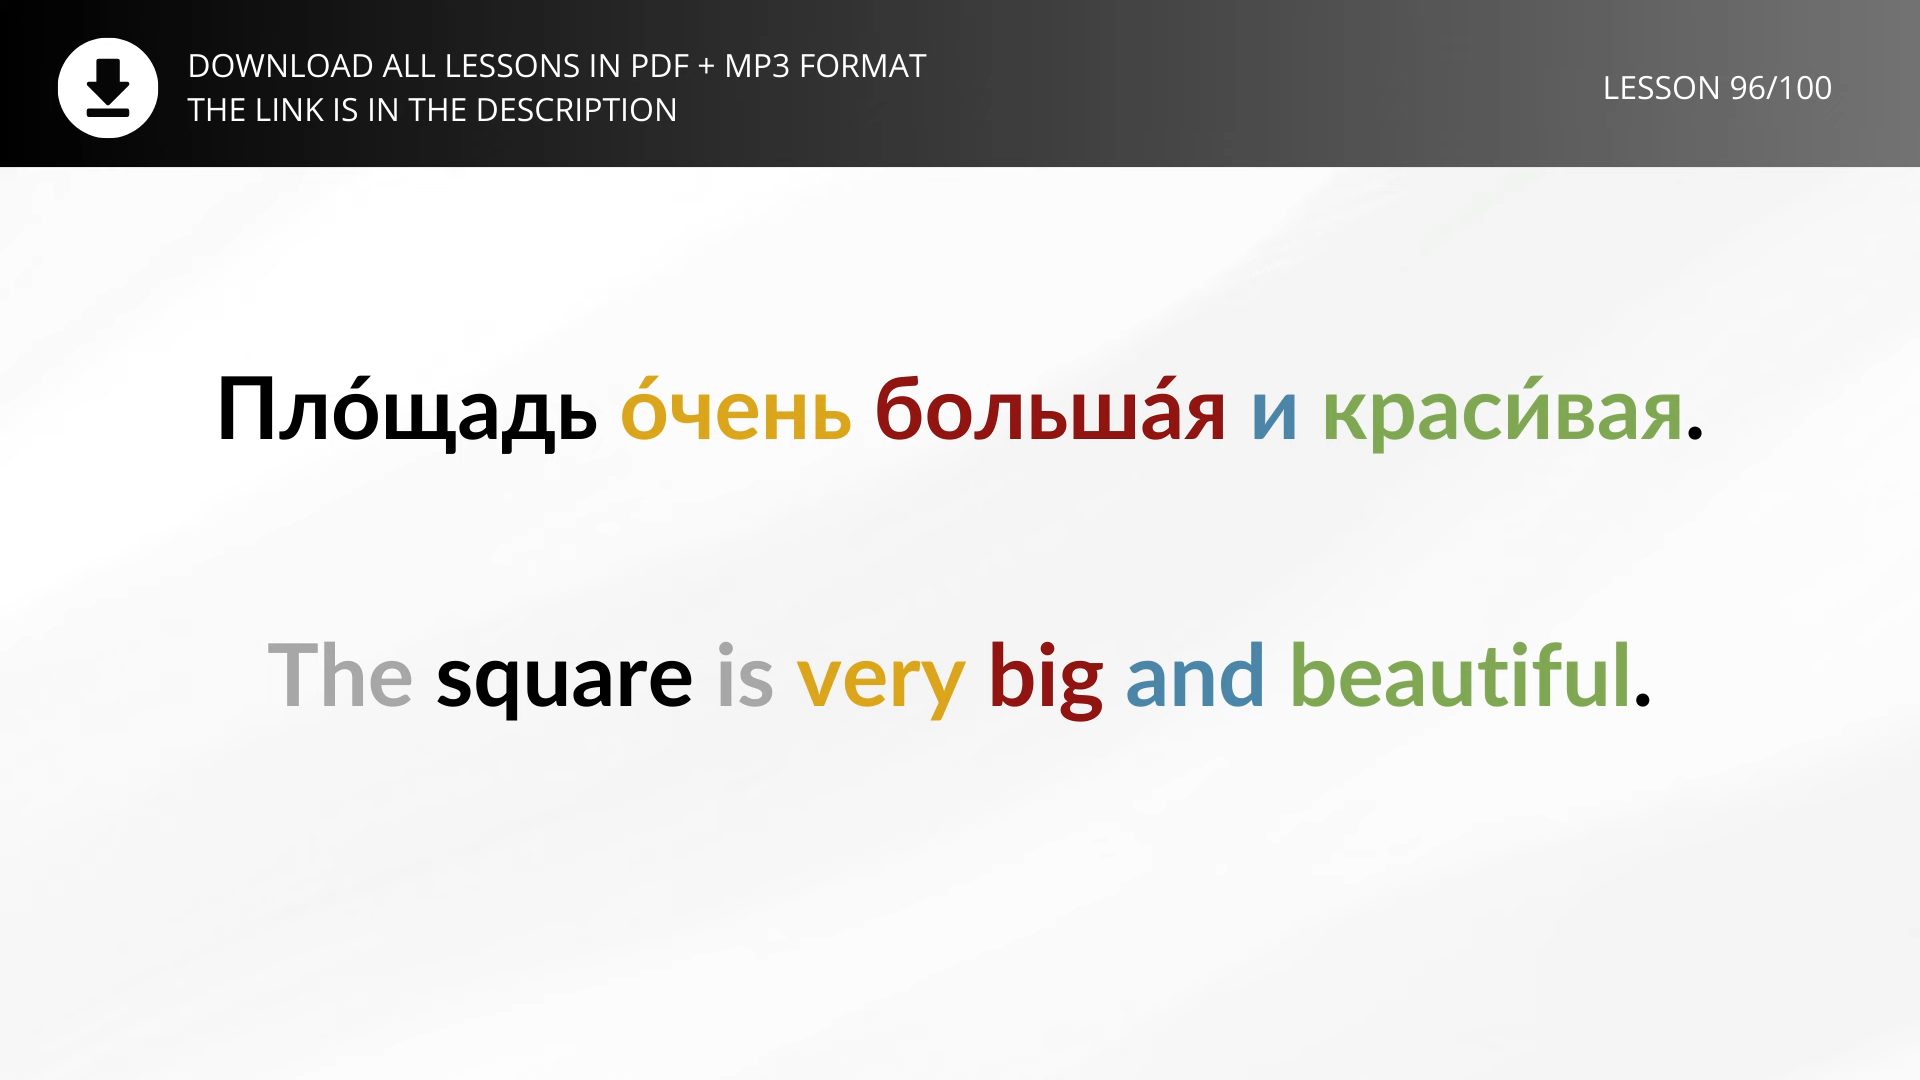 DOWNLOAD ALL LESSONS IN PDF + MP3 FORMAT
THE LINK IS IN THE DESCRIPTION
LESSON 96/100
Пло́щадь о́чень больша́я и краси́вая.
The square is very big and beautiful.